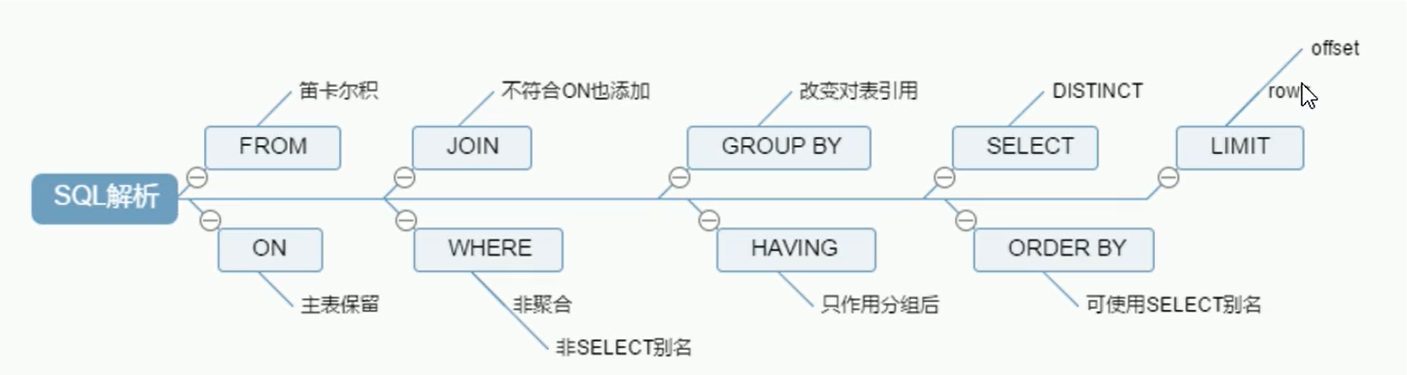 offset
笛卡尔积
不符合ON也添加
改变对表引用
DISTINCT
row
FROM
JOIN
GROUP BY
SELECT
LIMIT
SQL解析
ON
WHERE
HAVING
ORDER BY
主表保留
非聚合
只作用分组后
可使用SELECT别名
非SELECT别名